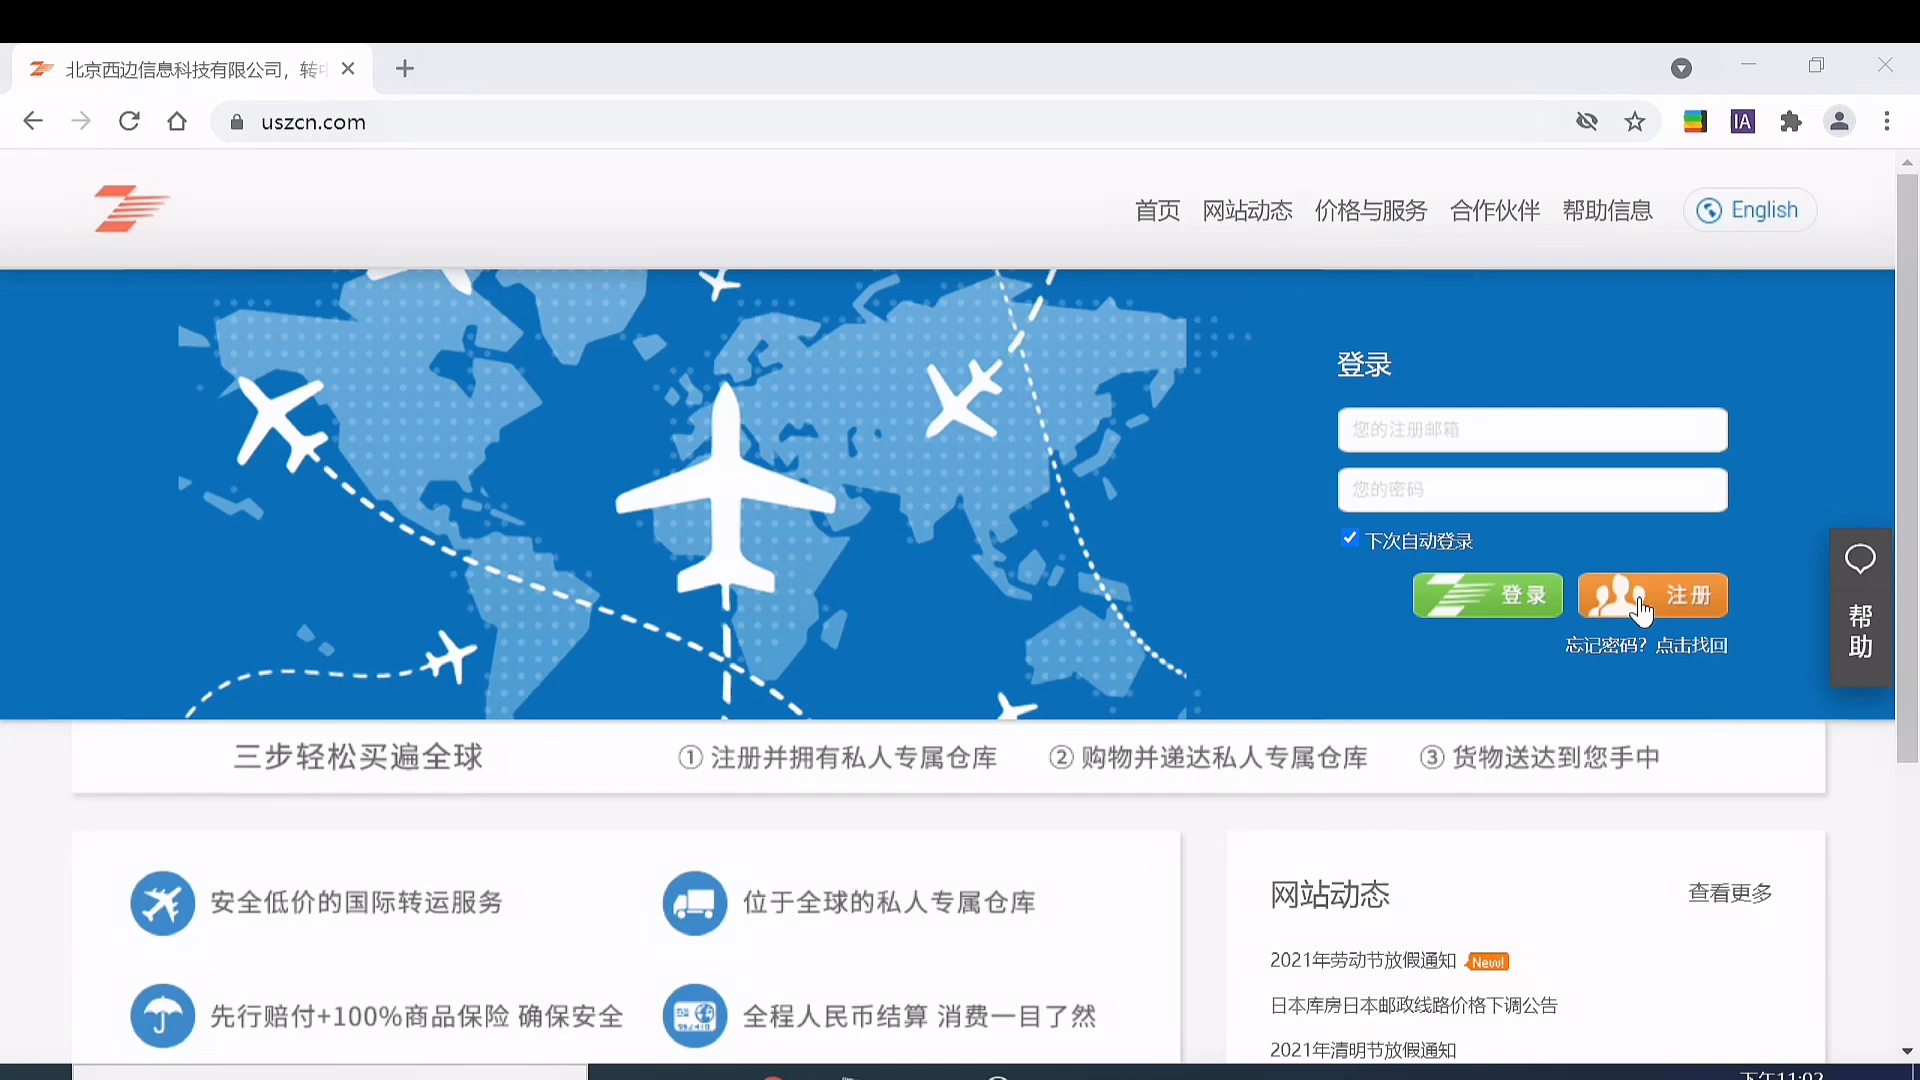 北京西边信息科技有限公司，转中
uszcn.com
IA
首页 网站动态 价格与服务 合作伙伴 帮助信息 English
登录
您的注册邮箱
您的密码
下次自动登录
登录 注册
忘记密码？点击找回
帮助
三步轻松买遍全球 ① 注册并拥有私人专属仓库 ② 购物并递达私人专属仓库 ③ 货物送达到您手中
安全低价的国际转运服务 位于全球的私人专属仓库
先行赔付+100%商品保险 确保安全 全程人民币结算 消费一目了然
网站动态 查看更多
2021年劳动节放假通知 New!
日本库房日本邮政线路价格下调公告
2021年清明节放假通知
下午11:02